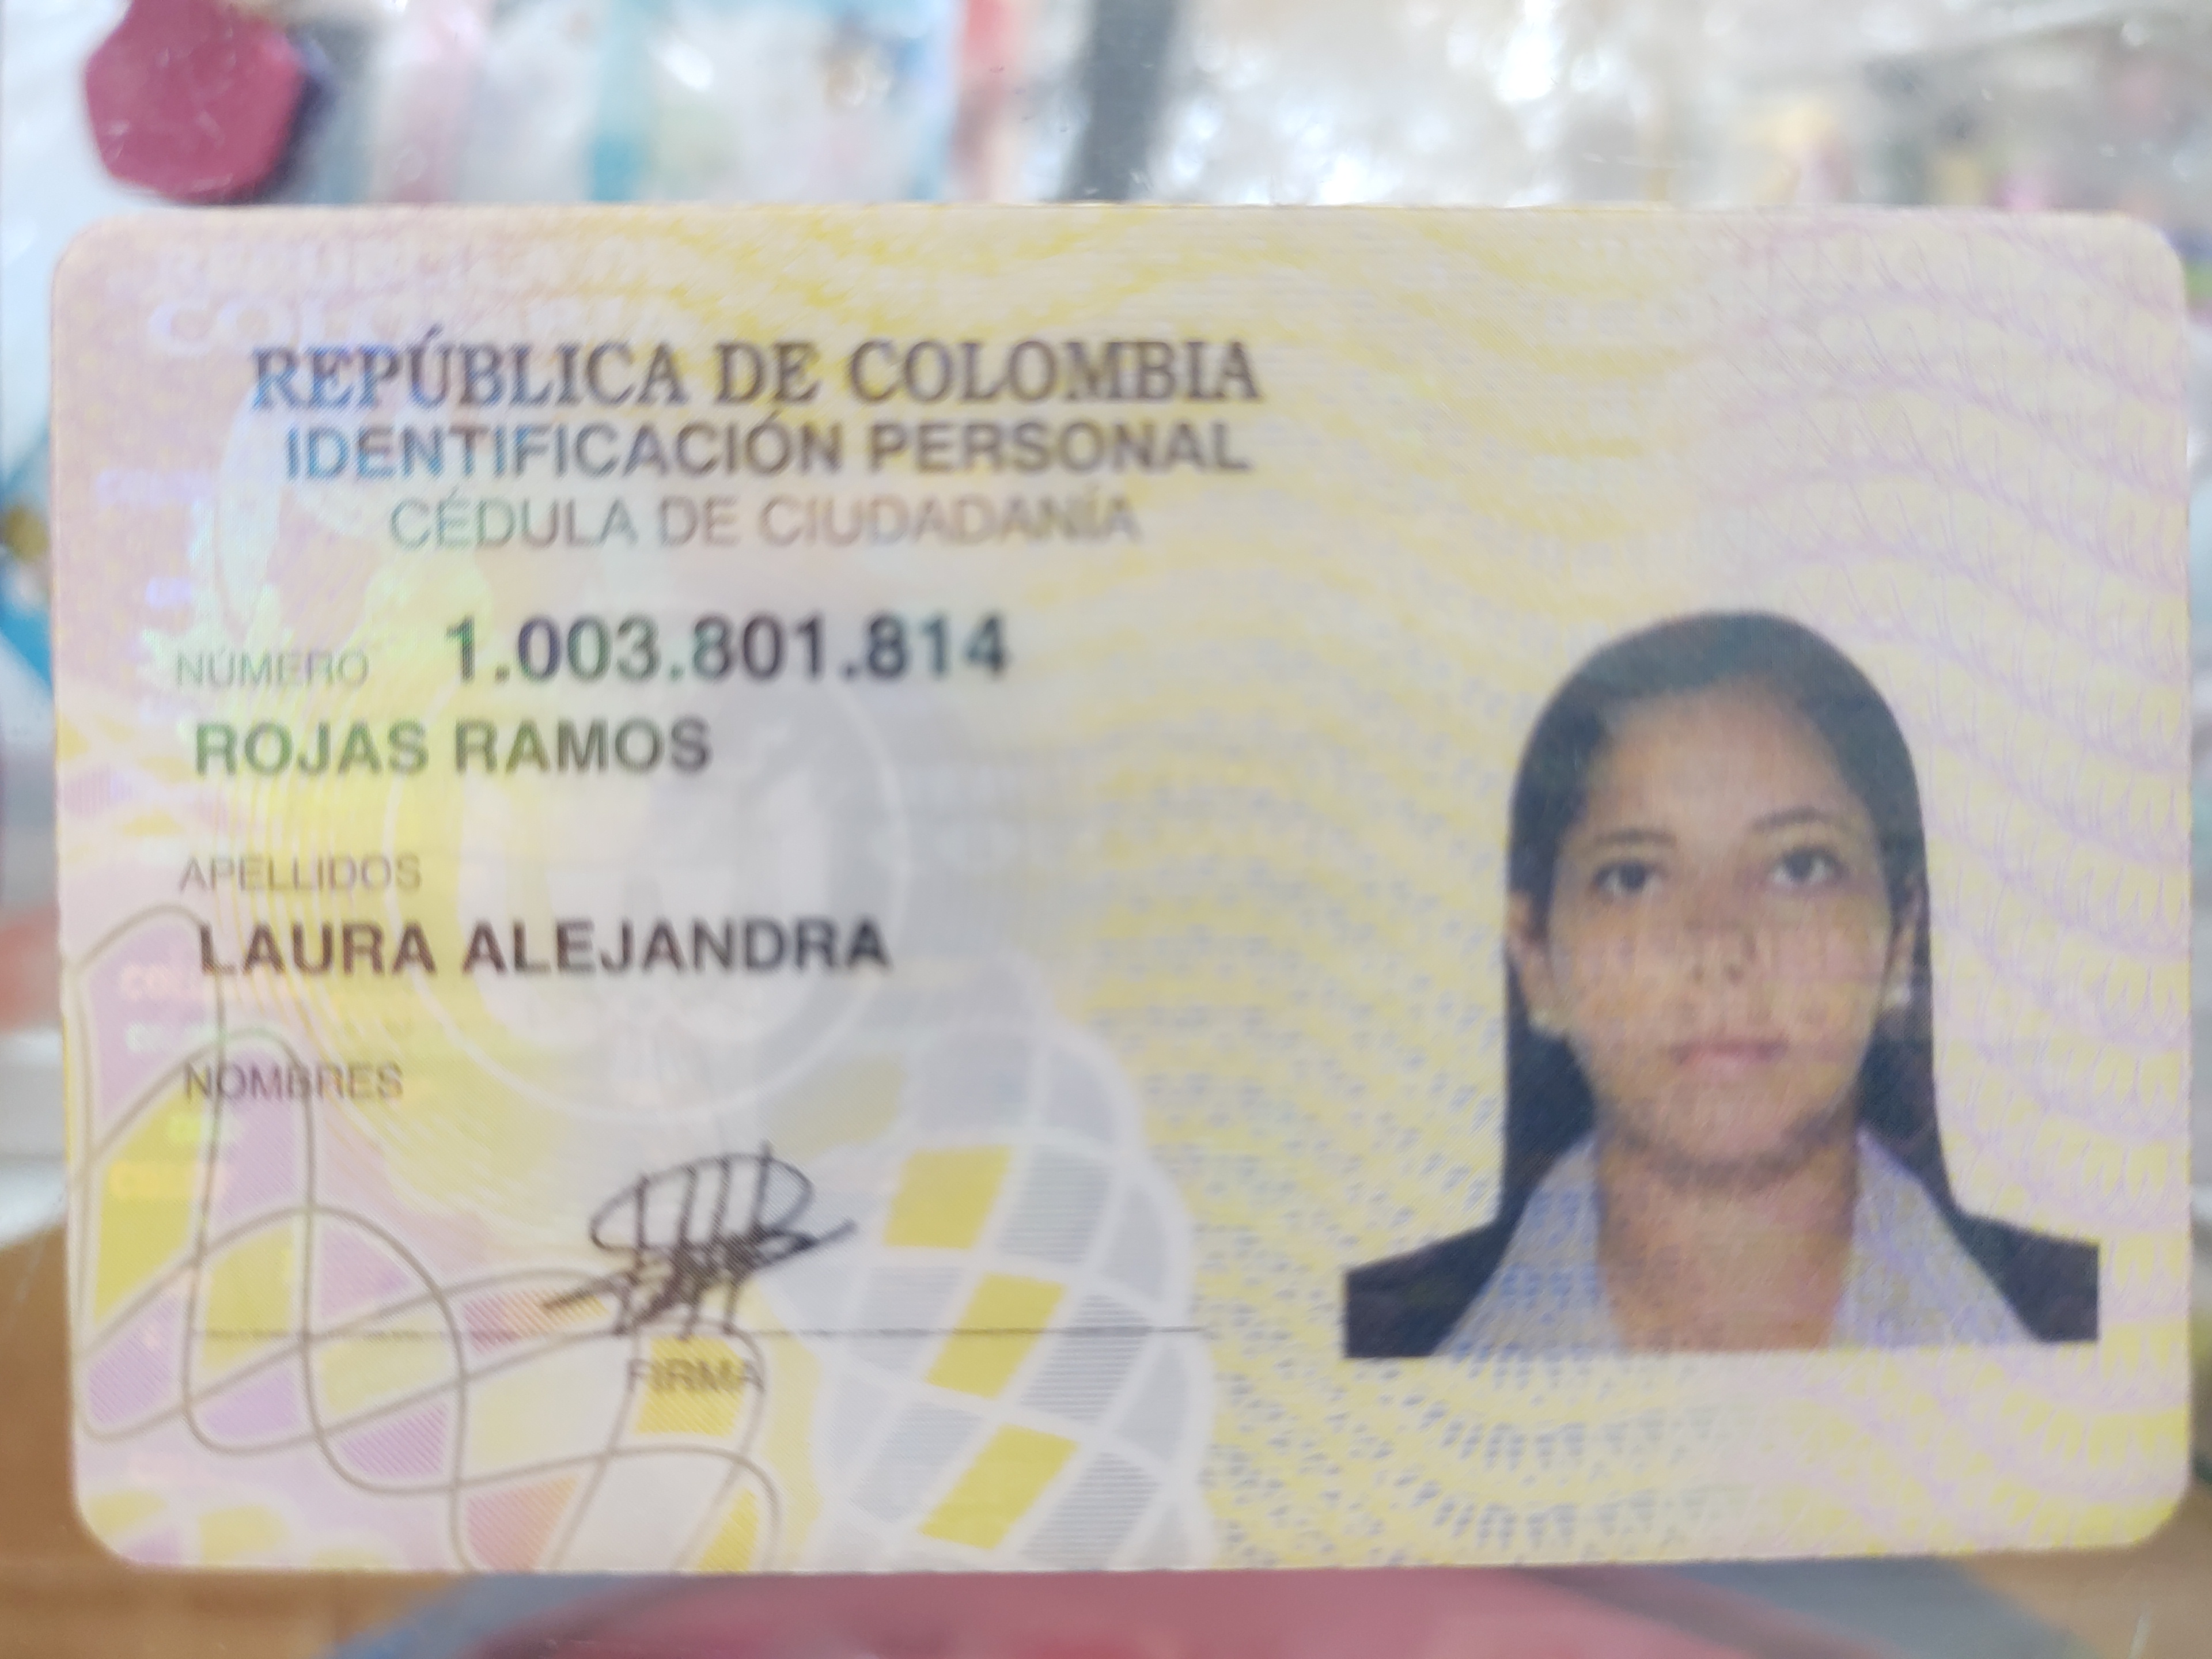 REPÚBLICA DE COLOMBIA
IDENTIFICACIÓN PERSONAL
CÉDULA DE CIUDADANÍA
NÚMERO 1.003.801.814
ROJAS RAMOS
APELLIDOS
LAURA ALEJANDRA
NOMBRES
FIRMA